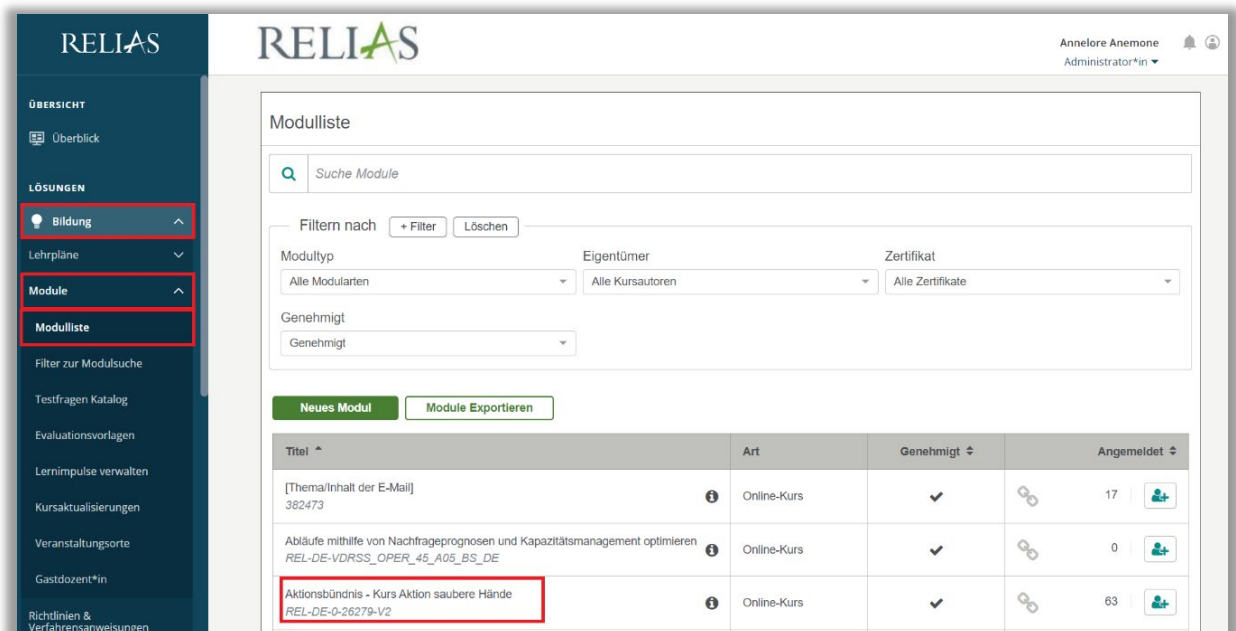 RELIAS
RELIAS
Annelore Anemone
Administrator*in
ÜBERSICHT
Überblick
LÖSUNGEN
Bildung
Lehrpläne
Module
Modulliste
Filter zur Modulsuche
Testfragen Katalog
Evaluationsvorlagen
Lernimpulse verwalten
Kursaktualisierungen
Veranstaltungsorte
Gastdozent*in
Richtlinien &
Verfahrensanweisungen
Modulliste
Suche Module
Filtern nach + Filter Löschen
Modultyp Eigentümer Zertifikat
Alle Modularten Alle Kursautoren Alle Zertifikate
Genehmigt
Genehmigt
Neues Modul Module Exportieren
Titel Art Genehmigt Angemeldet
[Thema/Inhalt der E-Mail] Online-Kurs 17
382473
Abläufe mithilfe von Nachfrageprognosen und Kapazitätsmanagement optimieren Online-Kurs 0
REL-DE-VDRSS_OPER_45_A05_BS_DE
Aktionsbündnis - Kurs Aktion saubere Hände Online-Kurs 63
REL-DE-0-26279-V2